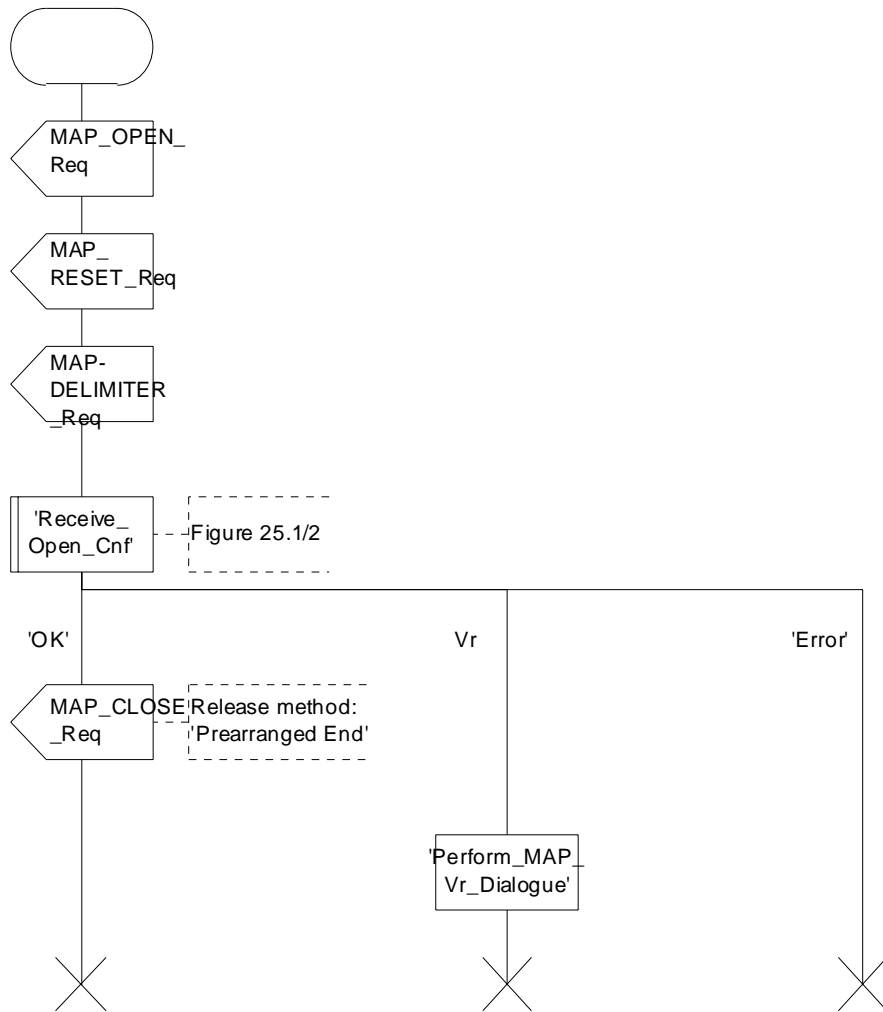 MAP_OPEN_
Req
MAP_
RESET_Req
MAP-
DELIMITER
_Req
'Receive_
Open_Cnf'
Figure 25.1/2
'OK'
Vr
'Error'
MAP_CLOSE
_Req
Release method:
'Prearranged End'
'Perform_MAP_
Vr_Dialogue'